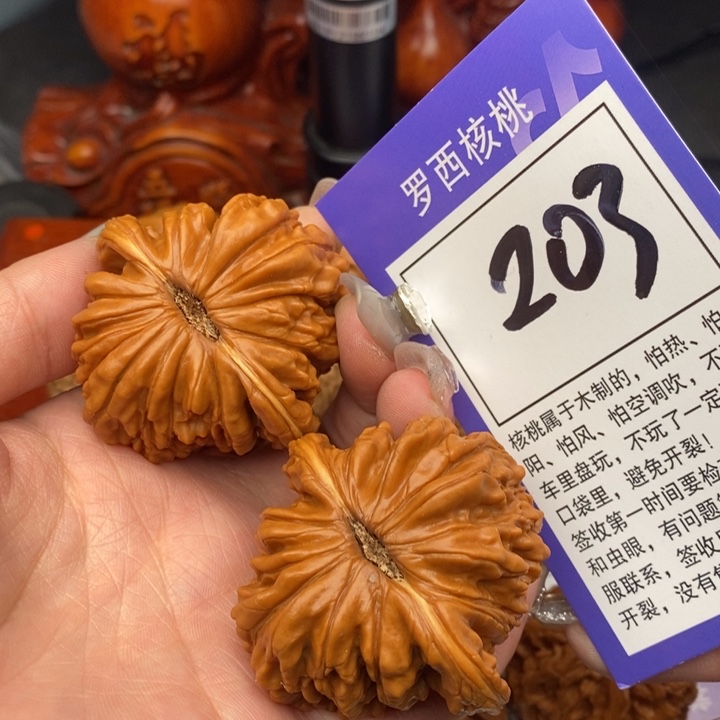 罗西核桃
203
核桃属于木制的，怕热、怕
阳、怕风、怕空调吹，不
车里盘玩，不玩了一定
口袋里，避免开裂！
签收第一时间要检
和虫眼，有问题
服联系，签收
开裂，没有